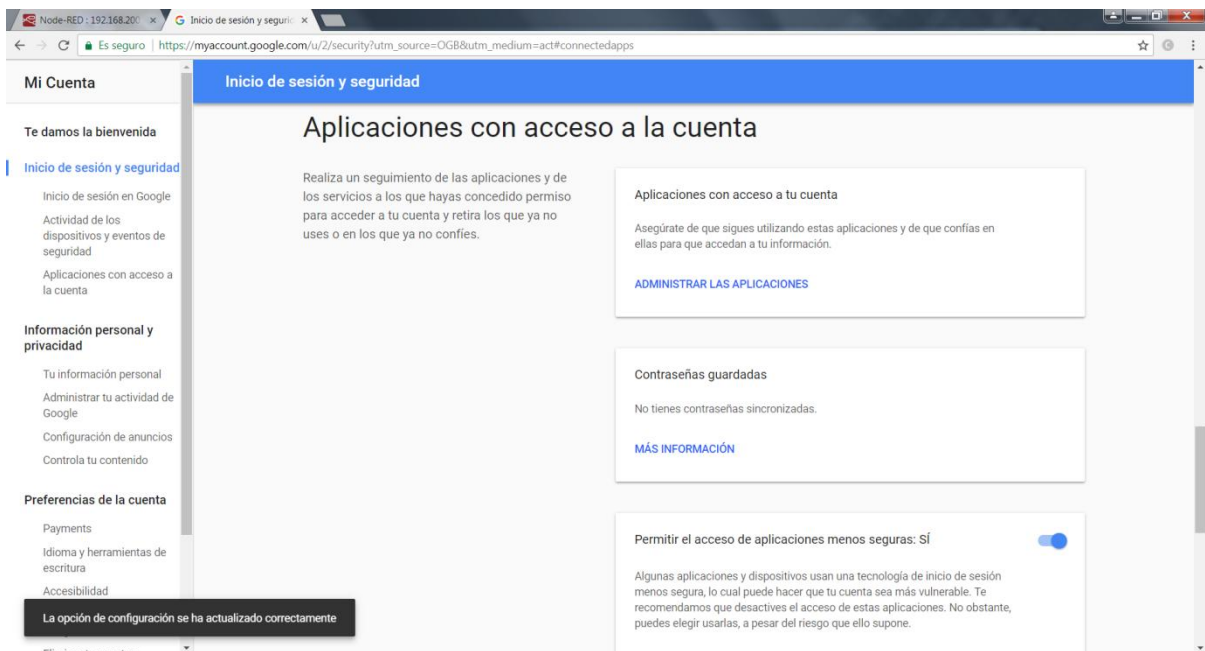 Node-RED : 192.168.200
Inicio de sesión y seguric
Es seguro
https://myaccount.google.com/u/2/security?utm_source=OGB&utm_medium=act#connectedapps
Mi Cuenta
Inicio de sesión y seguridad
Te damos la bienvenida
Inicio de sesión y seguridad
Inicio de sesión en Google
Actividad de los
dispositivos y eventos de
seguridad
Aplicaciones con acceso a
la cuenta
Información personal y
privacidad
Tu información personal
Administrar tu actividad de
Google
Configuración de anuncios
Controla tu contenido
Preferencias de la cuenta
Payments
Idioma y herramientas de
escritura
Accesibilidad
La opción de configuración se ha actualizado correctamente
Aplicaciones con acceso a la cuenta
Realiza un seguimiento de las aplicaciones y de
los servicios a los que hayas concedido permiso
para acceder a tu cuenta y retira los que ya no
uses o en los que ya no confíes.
Aplicaciones con acceso a tu cuenta
Asegúrate de que sigues utilizando estas aplicaciones y de que confías en
ellas para que accedan a tu información.
ADMINISTRAR LAS APLICACIONES
Contraseñas guardadas
No tienes contraseñas sincronizadas.
MÁS INFORMACIÓN
Permitir el acceso de aplicaciones menos seguras: SÍ
Algunas aplicaciones y dispositivos usan una tecnología de inicio de sesión
menos segura, lo cual puede hacer que tu cuenta sea más vulnerable. Te
recomendamos que desactives el acceso de estas aplicaciones. No obstante,
puedes elegir usarlas, a pesar del riesgo que ello supone.